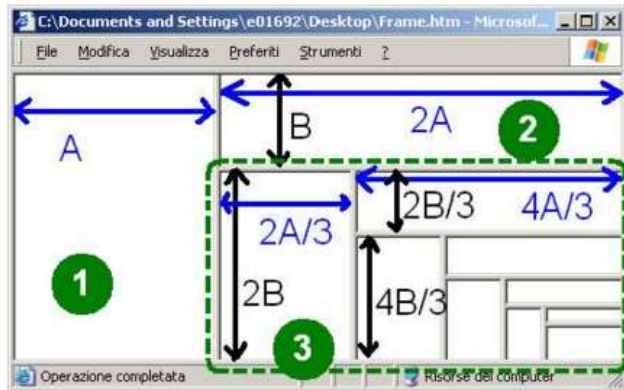 C:\Documents and Settings\e01692\Desktop\Frame.htm - Microsof...
File Modifica Visualizza Preferiti Strumenti ?
A
B
2A
2
2B/3
4A/3
2A/3
1
2B
4B/3
3
Operazione completata
Risorse del computer